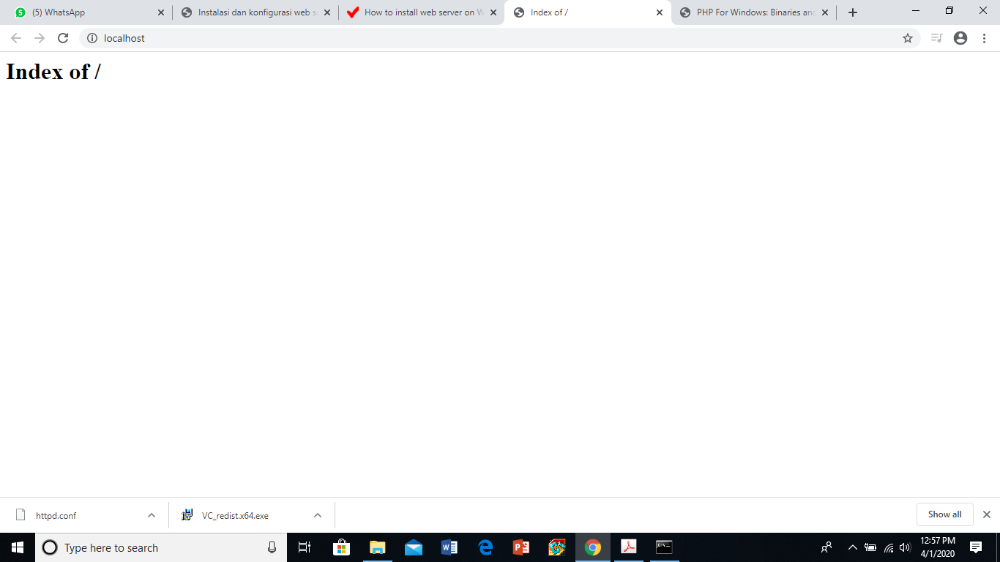 (5) WhatsApp
Instalasi dan konfigurasi web s
How to install web server on W
Index of /
PHP For Windows: Binaries and
localhost
Index of /
httpd.conf
VC_redist.x64.exe
Show all
Type here to search
12:57 PM
4/1/2020